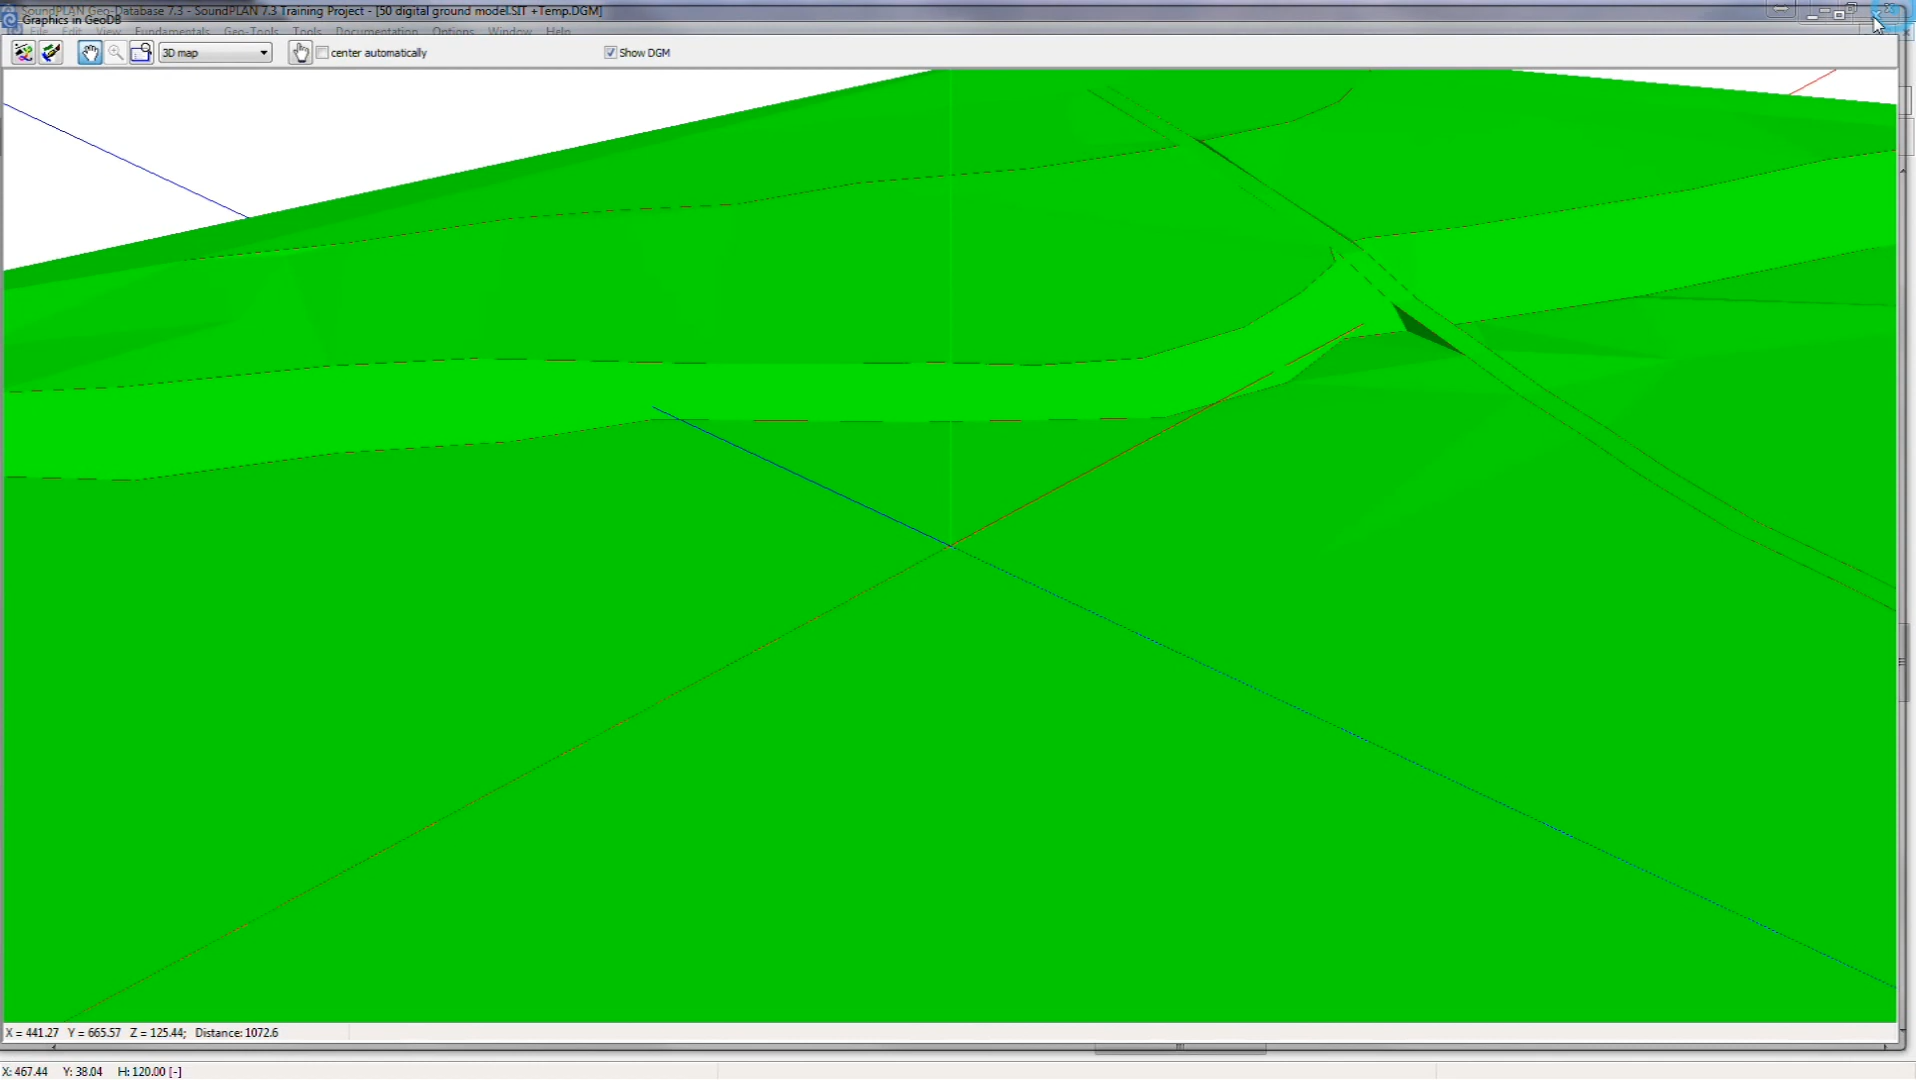 SoundPLAN Geo-Database 7.3 - SoundPLAN 7.3 Training Project - [50 digital ground model.SIT +Temp.DGM]
Graphics in GeoDB
File Edit View Fundamentals Geo-Tools Tools Documentation Options Window Help
3D map center automatically Show DGM
X = 441.27 Y = 665.57 Z = 125.44; Distance: 1072.6
X: 467.44 Y: 38.04 H: 120.00 [-]